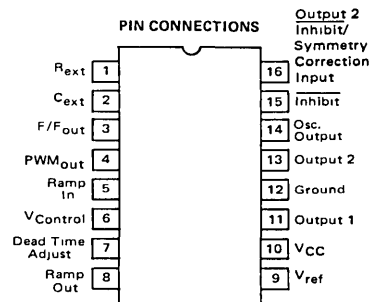 PIN CONNECTIONS
Output 2
Inhibit/
Symmetry
Correction
Input
Rext 1
Cext 2
F/Fout 3
PWMout 4
Ramp
In 5
VControl 6
Dead Time
Adjust 7
Ramp
Out 8
16
15 Inhibit
14 Osc.
Output
13 Output 2
12 Ground
11 Output 1
10 VCC
9 Vref